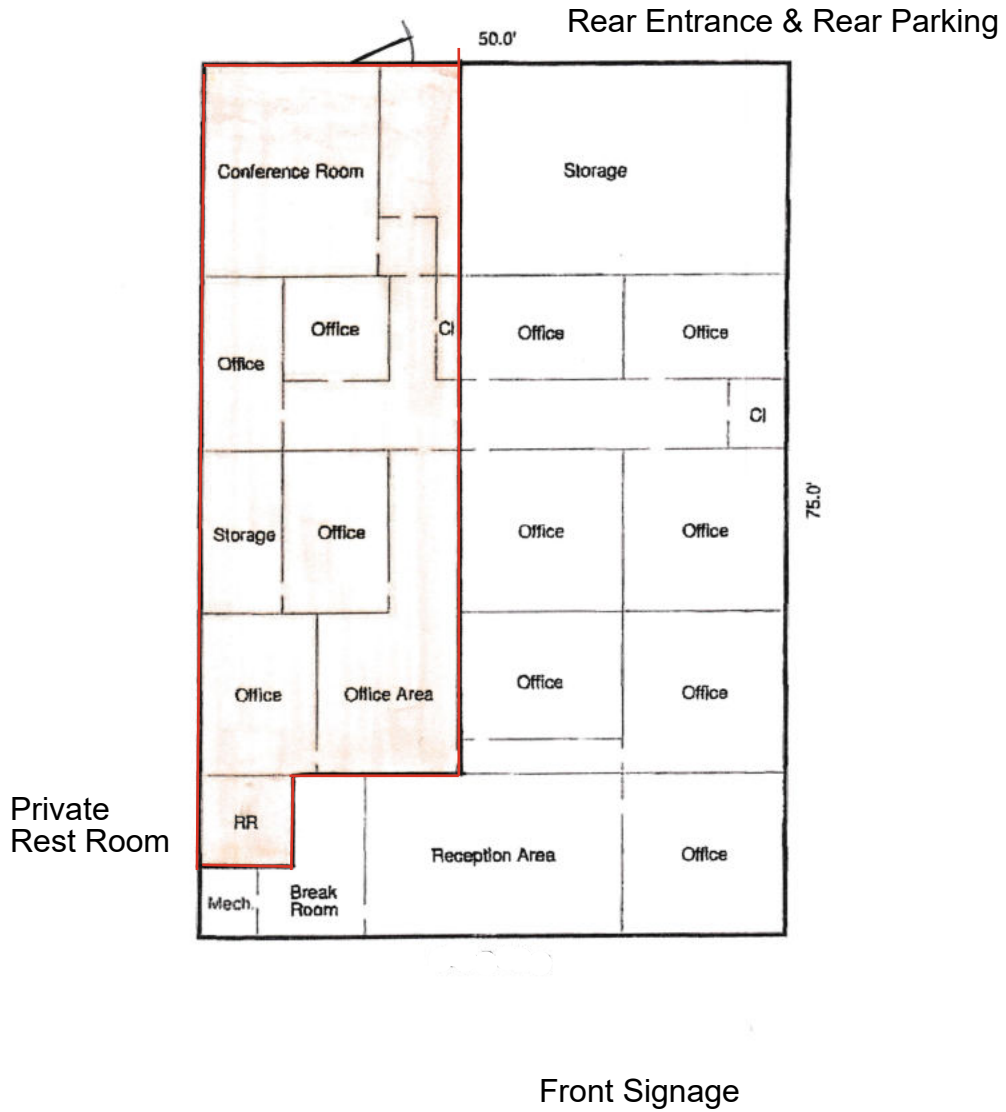 Rear Entrance & Rear Parking
50.0'
Conference Room
Storage
Office
Cl
Office
Office
Office
Cl
75.0'
Storage
Office
Office
Office
Office
Office Area
Office
Office
Private
Rest Room
RR
Reception Area
Office
Mech.
Break
Room
Front Signage